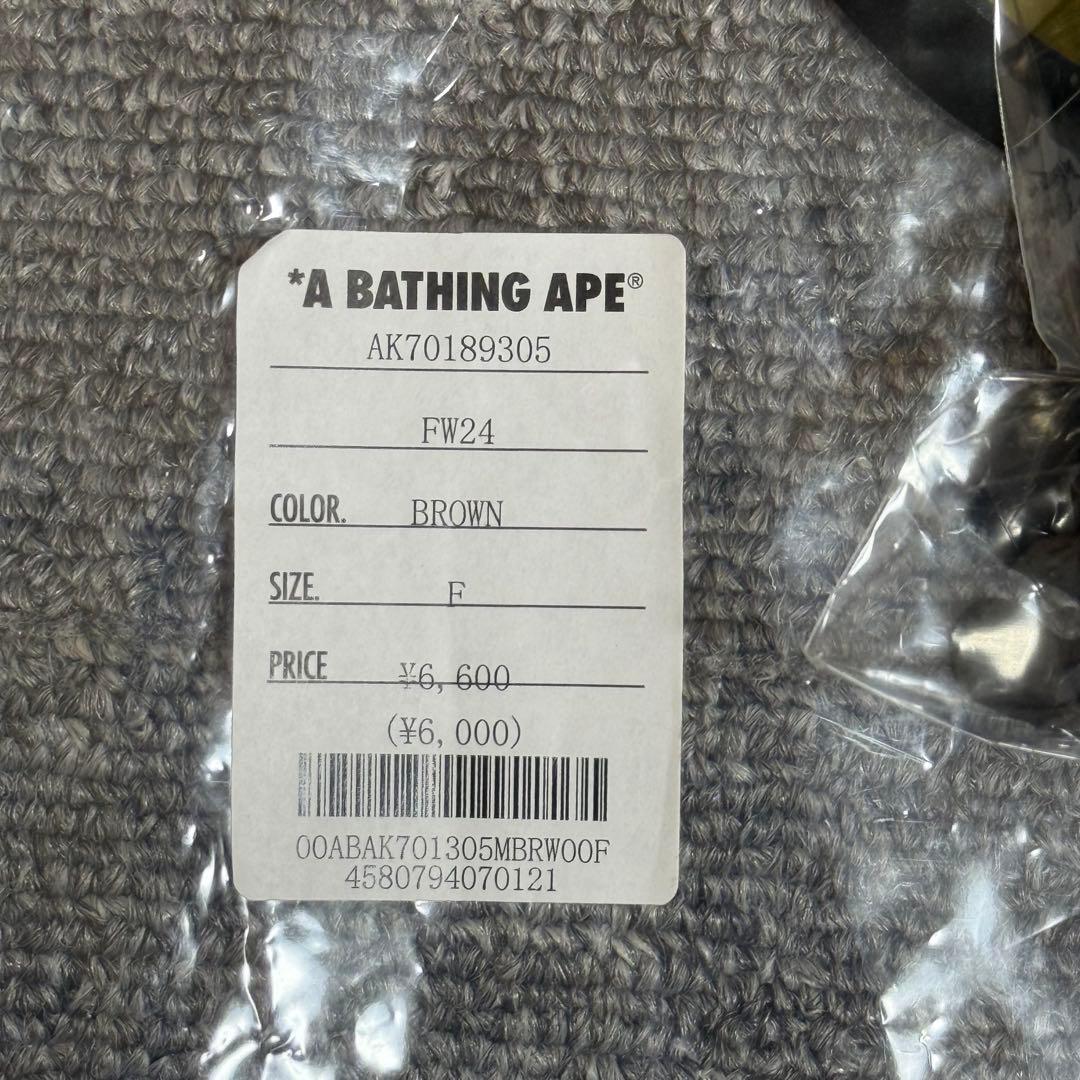 *A BATHING APE®
AK70189305
FW24
COLOR. BROWN
SIZE. F
PRICE ¥6,600
(¥6,000)
00ABAK701305MBRW00F
4580794070121